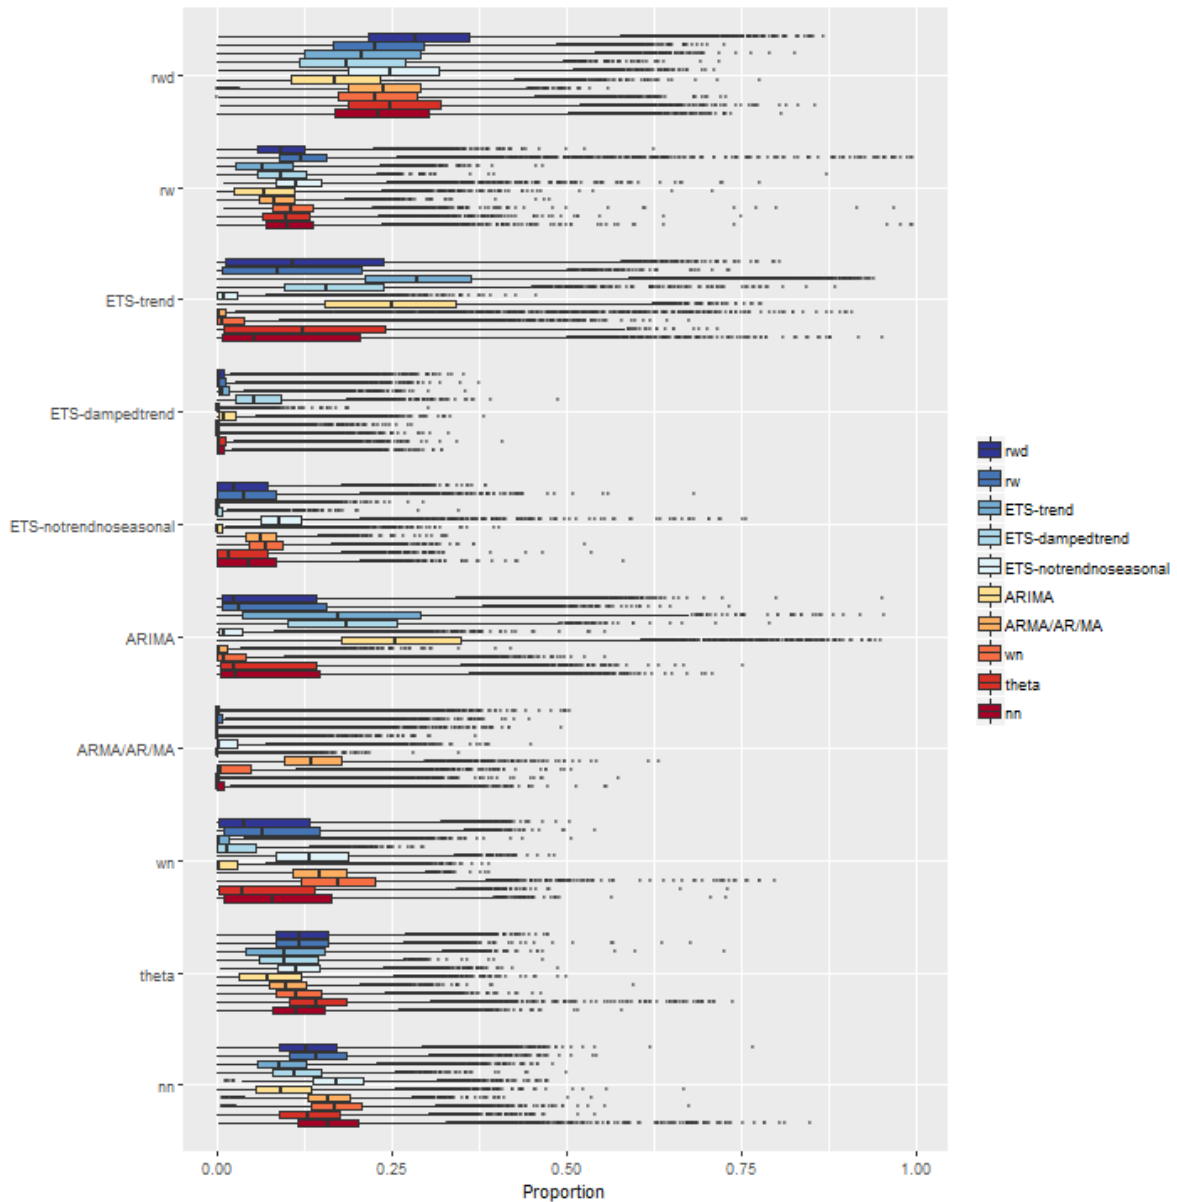 rwd
rw
ETS-trend
ETS-dampedtrend
ETS-notrendnoseasonal
ARIMA
ARMA/AR/MA
wn
theta
nn
0.00 0.25 0.50 0.75 1.00
Proportion
rwd
rw
ETS-trend
ETS-dampedtrend
ETS-notrendnoseasonal
ARIMA
ARMA/AR/MA
wn
theta
nn